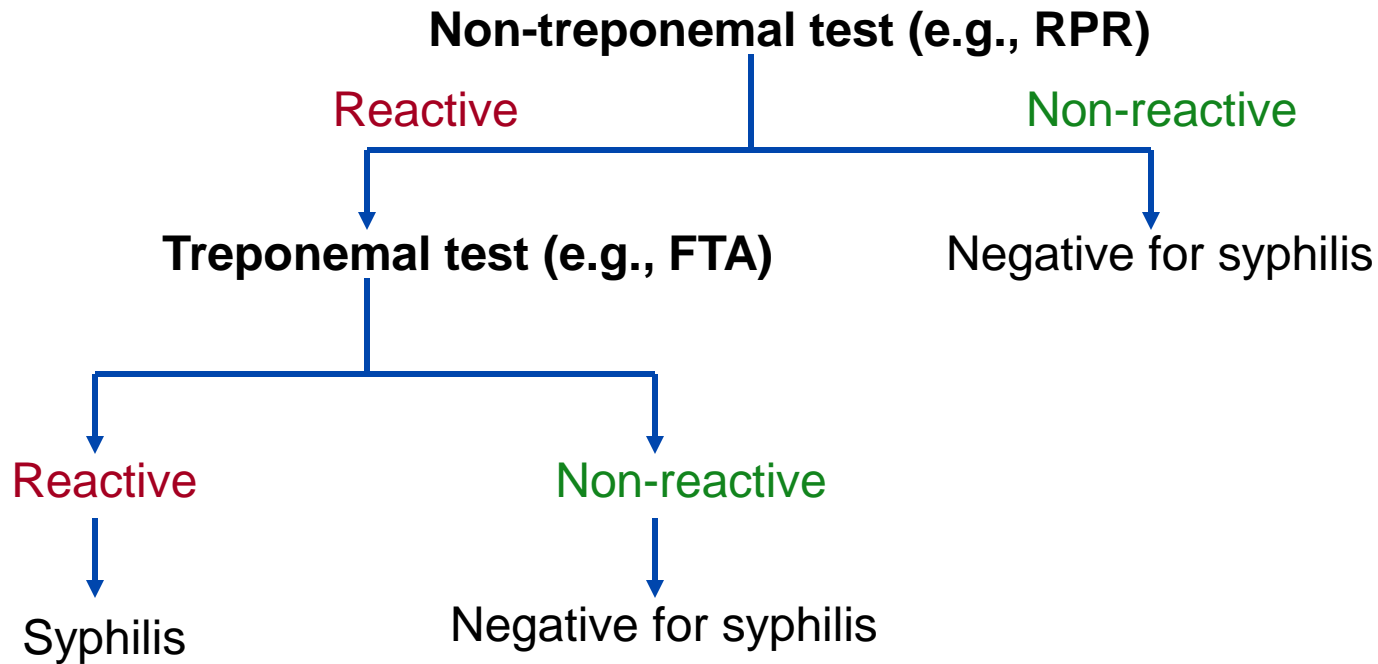 Non-treponemal test (e.g., RPR)
Reactive
Non-reactive
Treponemal test (e.g., FTA)
Negative for syphilis
Reactive
Non-reactive
Syphilis
Negative for syphilis